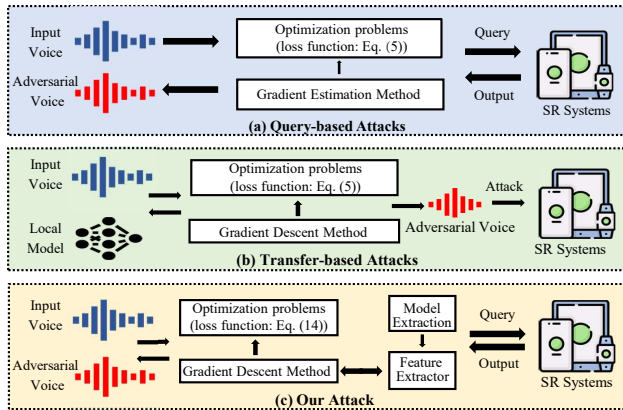 Input
Voice
Optimization problems
(loss function: Eq. (5))
Query
Adversarial
Voice
Gradient Estimation Method
Output
SR Systems
(a) Query-based Attacks
Input
Voice
Optimization problems
(loss function: Eq. (5))
Attack
Local
Model
Gradient Descent Method
Adversarial Voice
SR Systems
(b) Transfer-based Attacks
Input
Voice
Optimization problems
(loss function: Eq. (14))
Model
Extraction
Query
Adversarial
Voice
Gradient Descent Method
Feature
Extractor
Output
SR Systems
(c) Our Attack